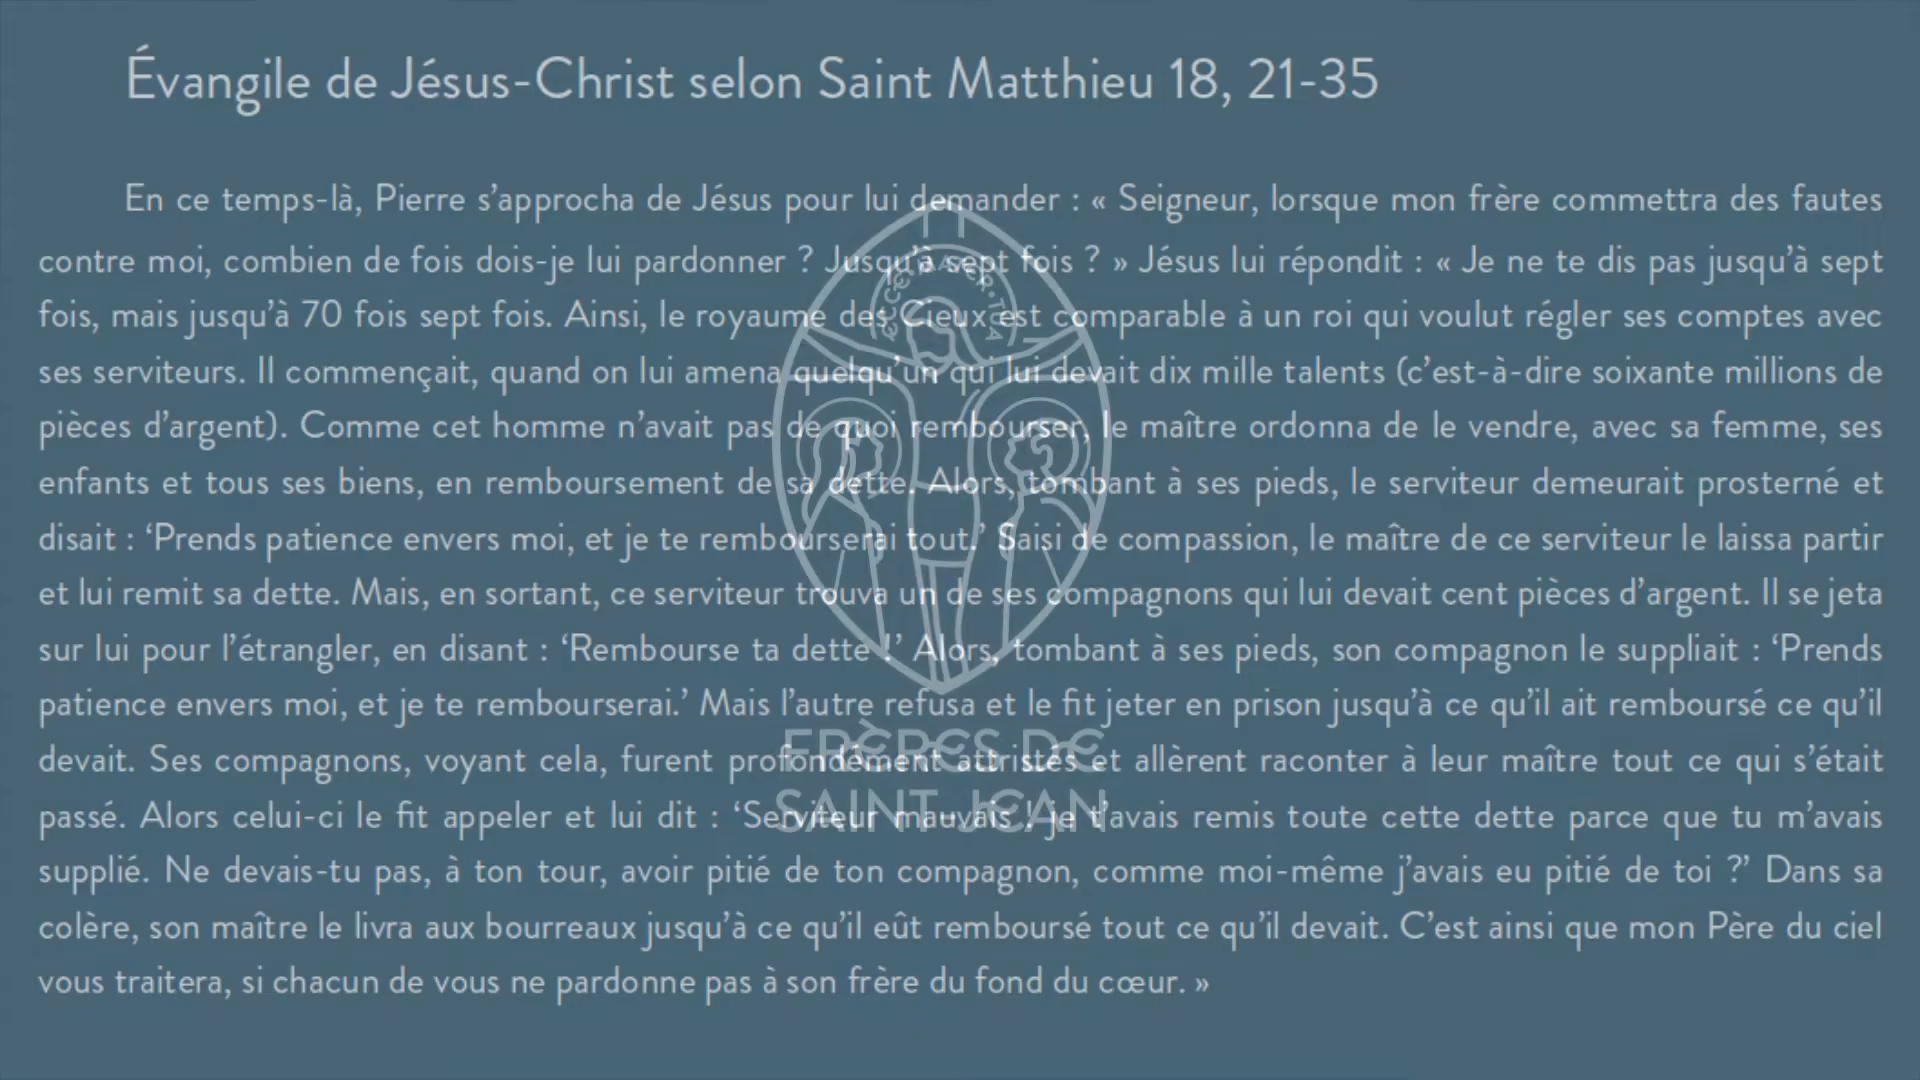 Évangile de Jésus-Christ selon Saint Matthieu 18, 21-35
En ce temps-là, Pierre s’approcha de Jésus pour lui demander : « Seigneur, lorsque mon frère commettra des fautes
contre moi, combien de fois dois-je lui pardonner ? Jusqu’à sept fois ? » Jésus lui répondit : « Je ne te dis pas jusqu’à sept
fois, mais jusqu’à 70 fois sept fois. Ainsi, le royaume des Cieux est comparable à un roi qui voulut régler ses comptes avec
ses serviteurs. Il commençait, quand on lui amena quelqu’un qui lui devait dix mille talents (c’est-à-dire soixante millions de
pièces d’argent). Comme cet homme n’avait pas de quoi rembourser, le maître ordonna de le vendre, avec sa femme, ses
enfants et tous ses biens, en remboursement de sa dette. Alors, tombant à ses pieds, le serviteur demeurait prosterné et
disait : ‘Prends patience envers moi, et je te rembourserai tout.’ Saisi de compassion, le maître de ce serviteur le laissa partir
et lui remit sa dette. Mais, en sortant, ce serviteur trouva un de ses compagnons qui lui devait cent pièces d’argent. Il se jeta
sur lui pour l’étrangler, en disant : ‘Rembourse ta dette !’ Alors, tombant à ses pieds, son compagnon le suppliait : ‘Prends
patience envers moi, et je te rembourserai.’ Mais l’autre refusa et le fit jeter en prison jusqu’à ce qu’il ait remboursé ce qu’il
devait. Ses compagnons, voyant cela, furent profondément attristés et allèrent raconter à leur maître tout ce qui s’était
passé. Alors celui-ci le fit appeler et lui dit : ‘Serviteur mauvais ! je t’avais remis toute cette dette parce que tu m’avais
supplié. Ne devais-tu pas, à ton tour, avoir pitié de ton compagnon, comme moi-même j’avais eu pitié de toi ?’ Dans sa
colère, son maître le livra aux bourreaux jusqu’à ce qu’il eût remboursé tout ce qu’il devait. C’est ainsi que mon Père du ciel
vous traitera, si chacun de vous ne pardonne pas à son frère du fond du cœur. »
ECCE MATER TUA
FRÈRES DE
SAINT-JEAN